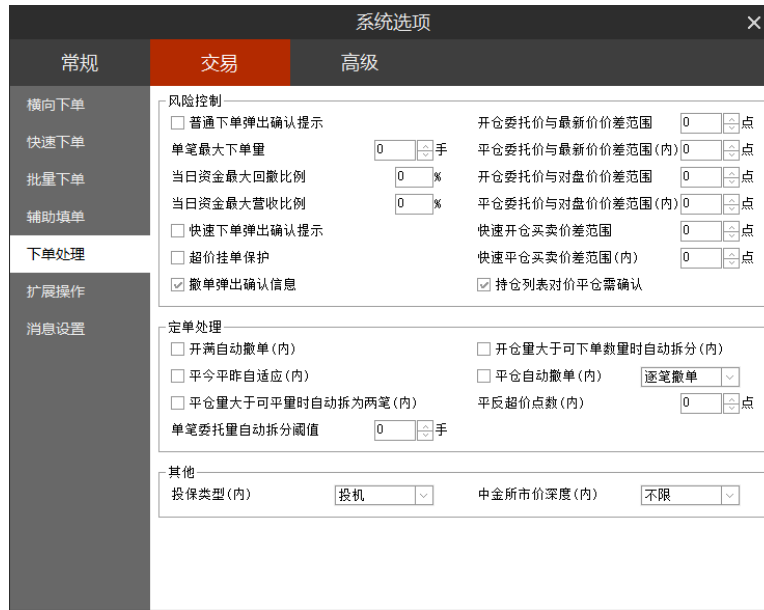 系统选项
常规 交易 高级
横向下单
快速下单
批量下单
辅助填单
下单处理
扩展操作
消息设置
风险控制
普通下单弹出确认提示 开仓委托价与最新价价差范围 0 点
单笔最大下单量 0 手 平仓委托价与最新价价差范围(内) 0 点
当日资金最大回撤比例 0 % 开仓委托价与对盘价价差范围 0 点
当日资金最大营收比例 0 % 平仓委托价与对盘价价差范围(内) 0 点
快速下单弹出确认提示 快速开仓买卖价差范围 0 点
超价挂单保护 快速平仓买卖价差范围(内) 0 点
撤单弹出确认信息 持仓列表对价平仓需确认
定单处理
开满自动撤单(内) 开仓量大于可下单数量时自动拆分(内)
平今平昨自适应(内) 平仓自动撤单(内) 逐笔撤单
平仓量大于可平量时自动拆为两笔(内) 平反超价点数(内) 0 点
单笔委托量自动拆分阈值 0 手
其他
投保类型(内) 投机 中金所市价深度(内) 不限